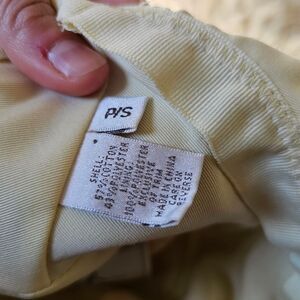 P/S
SHELL:
57% COTTON
43% POLYESTER
LINING:
100% POLYESTER
EXCLUSIVE
OF TRIM
MADE IN CHINA
CARE ON
REVERSE